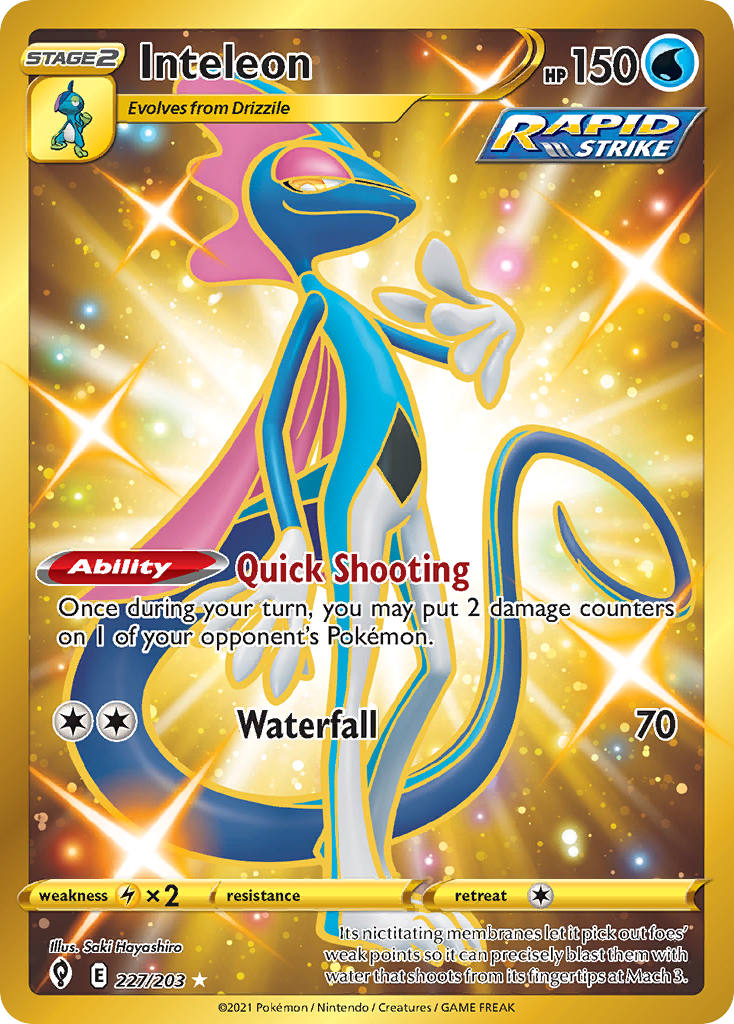 STAGE2
Inteleon
HP 150
Evolves from Drizzile
RAPID
STRIKE
Ability Quick Shooting
Once during your turn, you may put 2 damage counters
on 1 of your opponent's Pokémon.
Waterfall 70
weakness ×2 resistance retreat
Its nictitating membranes let it pick out foes'
weak points so it can precisely blast them with
water that shoots from its fingertips at Mach 3.
Illus. Saki Hayashiro
E 227/203 ★
©2021 Pokémon / Nintendo / Creatures / GAME FREAK